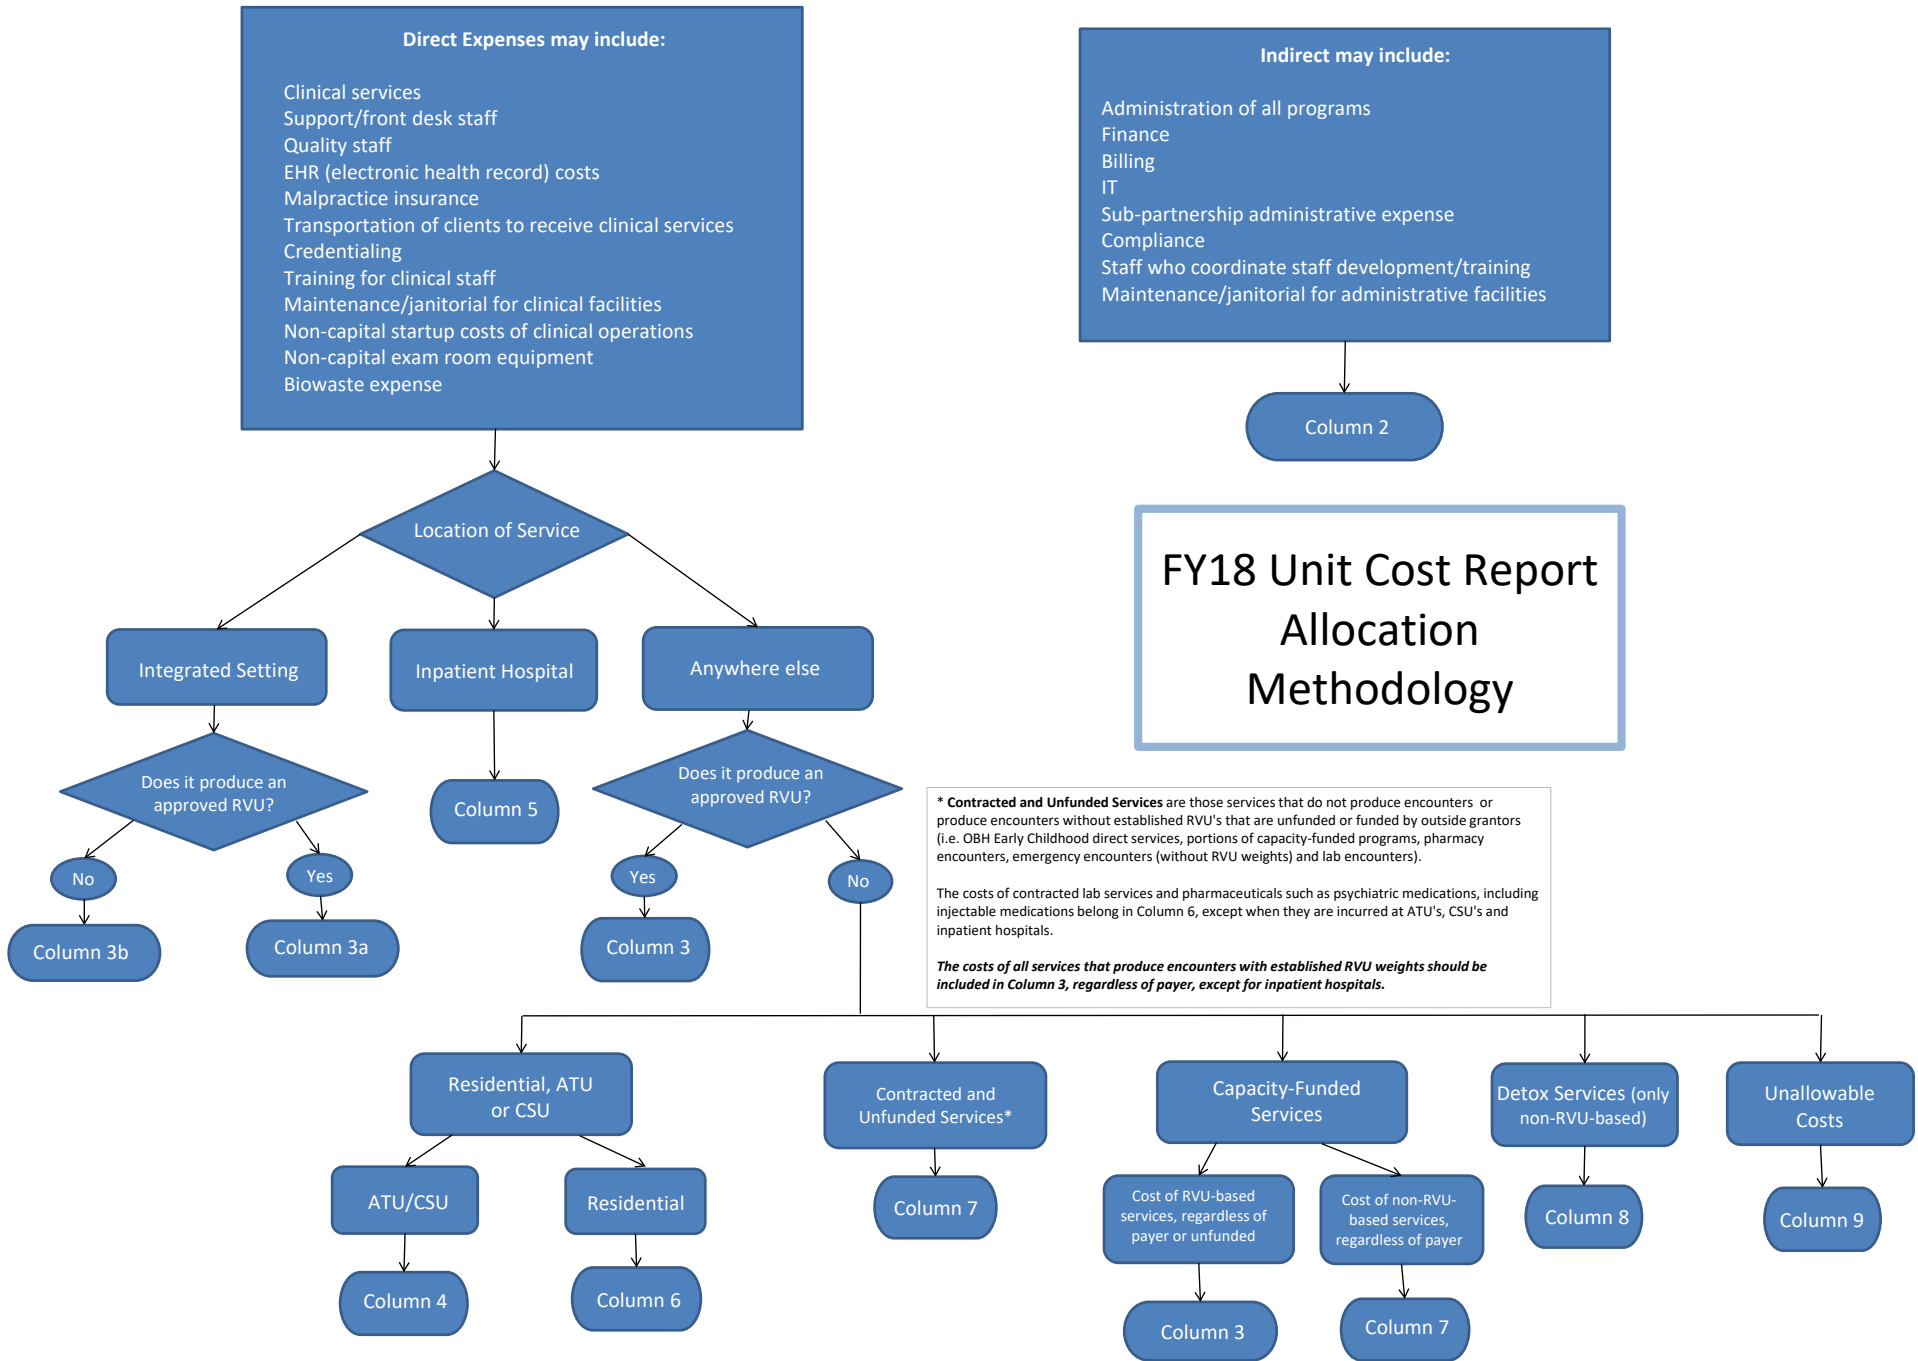 Direct Expenses may include:
Clinical services
Support/front desk staff
Quality staff
EHR (electronic health record) costs
Malpractice insurance
Transportation of clients to receive clinical services
Credentialing
Training for clinical staff
Maintenance/janitorial for clinical facilities
Non-capital startup costs of clinical operations
Non-capital exam room equipment
Biowaste expense
Indirect may include:
Administration of all programs
Finance
Billing
IT
Sub-partnership administrative expense
Compliance
Staff who coordinate staff development/training
Maintenance/janitorial for administrative facilities
Column 2
Location of Service
FY18 Unit Cost Report
Allocation
Methodology
Integrated Setting
Inpatient Hospital
Anywhere else
Does it produce an
approved RVU?
Column 5
Does it produce an
approved RVU?
No
Yes
Yes
No
Column 3b
Column 3a
Column 3
* Contracted and Unfunded Services are those services that do not produce encounters or
produce encounters without established RVU's that are unfunded or funded by outside grantors
(i.e. OBH Early Childhood direct services, portions of capacity-funded programs, pharmacy
encounters, emergency encounters (without RVU weights) and lab encounters).
The costs of contracted lab services and pharmaceuticals such as psychiatric medications, including
injectable medications belong in Column 6, except when they are incurred at ATU's, CSU's and
inpatient hospitals.
The costs of all services that produce encounters with established RVU weights should be
included in Column 3, regardless of payer, except for inpatient hospitals.
Residential, ATU
or CSU
Contracted and
Unfunded Services*
Capacity-Funded
Services
Detox Services (only
non-RVU-based)
Unallowable
Costs
ATU/CSU
Residential
Column 7
Cost of RVU-based
services, regardless of
payer or unfunded
Cost of non-RVU-
based services,
regardless of payer
Column 8
Column 9
Column 4
Column 6
Column 3
Column 7